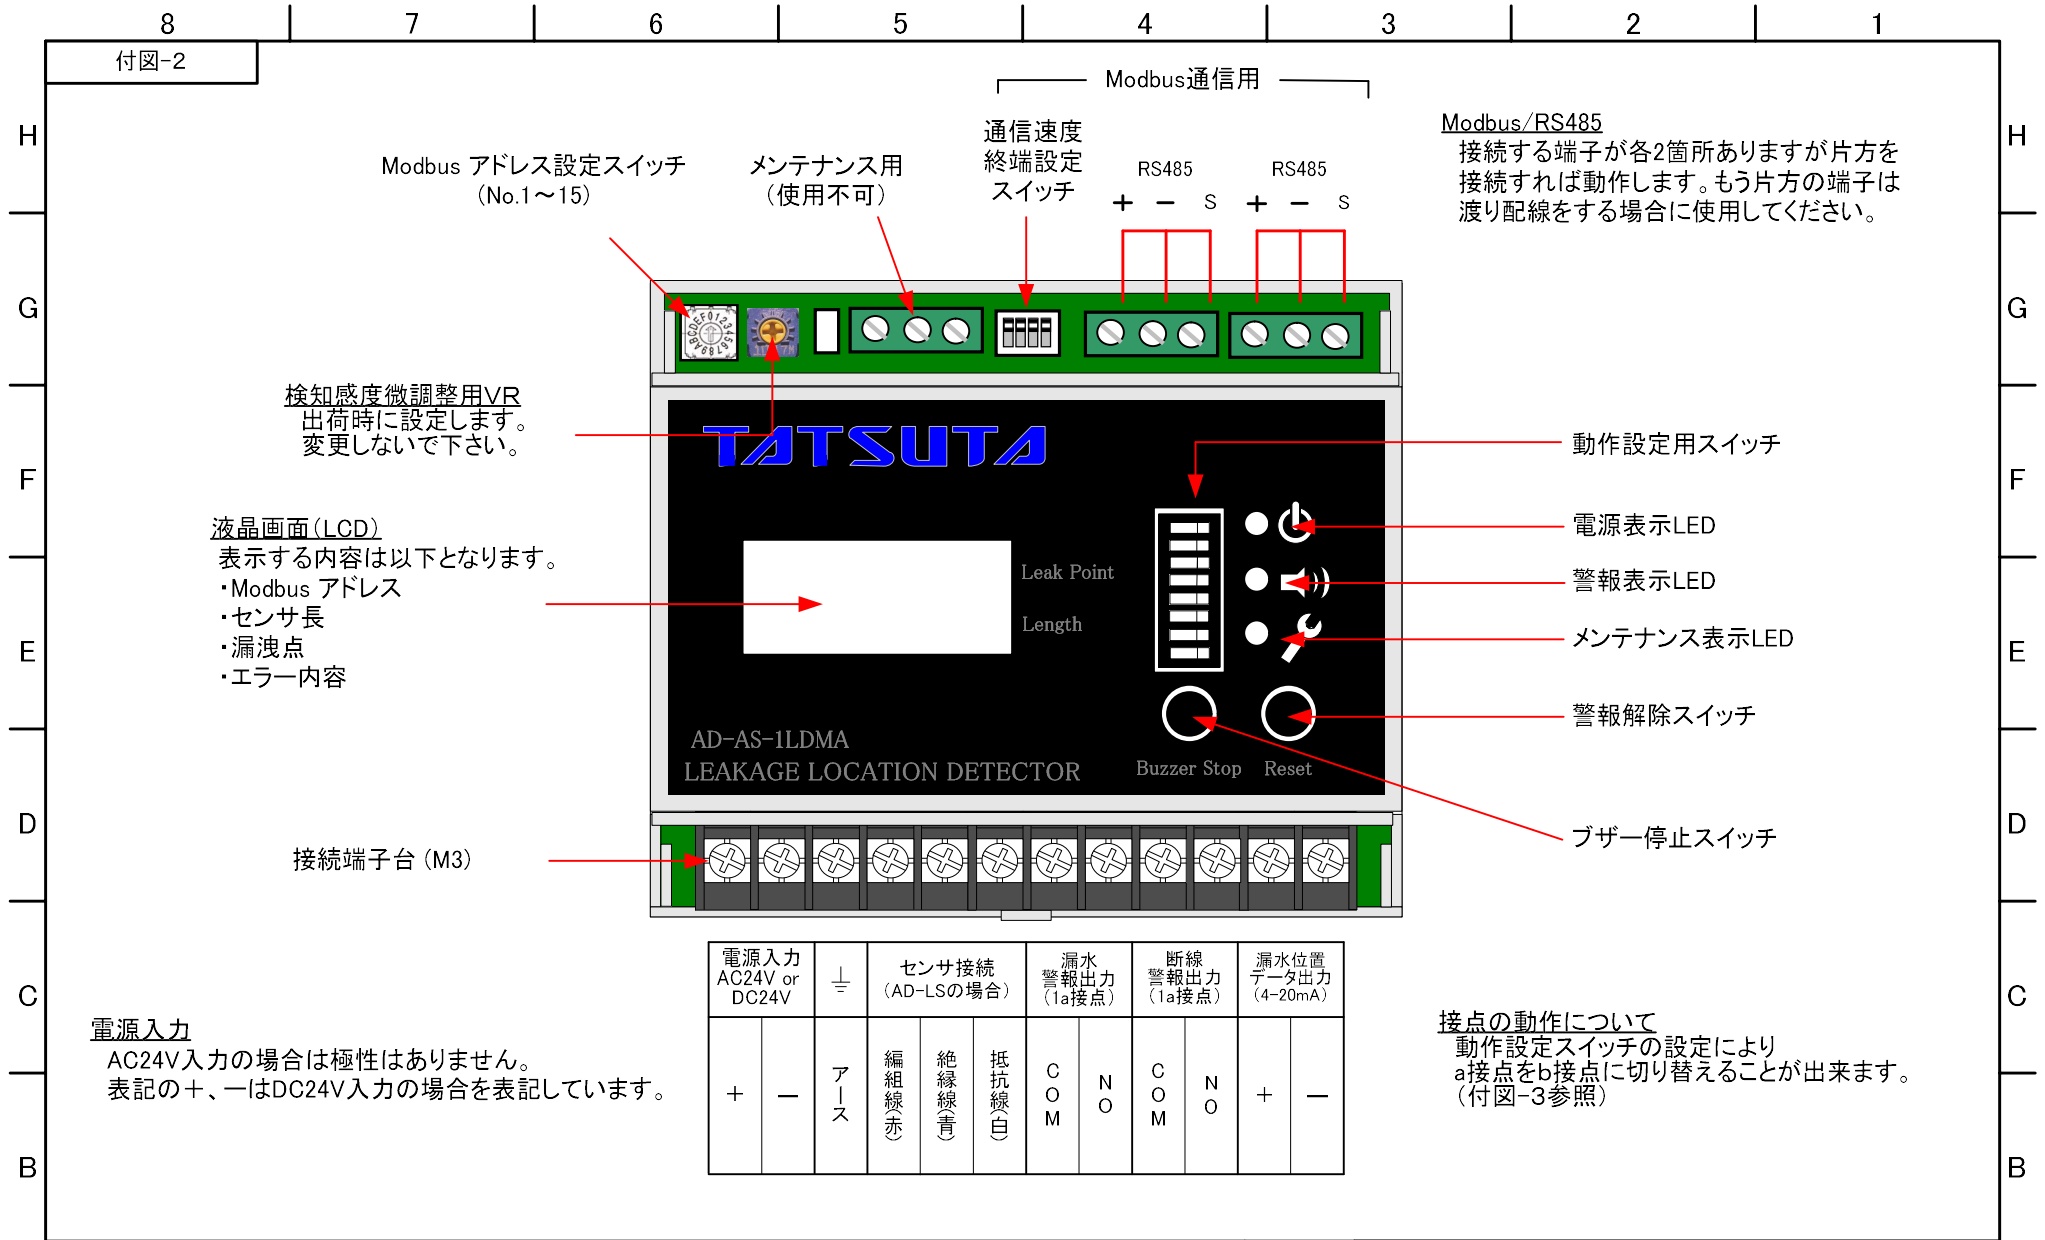 8 7 6 5 4 3 2 1
付図-2
Modbus通信用
H
H
Modbus アドレス設定スイッチ
(No.1～15)
メンテナンス用
(使用不可)
通信速度
終端設定
スイッチ
RS485
+ － S
RS485
+ － S
Modbus/RS485
接続する端子が各2箇所ありますが片方を
接続すれば動作します。もう片方の端子は
渡り配線をする場合に使用してください。
G
G
検知感度微調整用VR
出荷時に設定します。
変更しないで下さい。
TATSUTA
動作設定用スイッチ
F
F
液晶画面(LCD)
表示する内容は以下となります。
・Modbus アドレス
・センサ長
・漏洩点
・エラー内容
Leak Point
Length
電源表示LED
警報表示LED
メンテナンス表示LED
E
E
警報解除スイッチ
AD-AS-1LDMA
LEAKAGE LOCATION DETECTOR
Buzzer Stop
Reset
ブザー停止スイッチ
D
D
接続端子台 (M3)
電源入力
AC24V or
DC24V
センサ接続
(AD-LSの場合)
漏水
警報出力
(1a接点)
断線
警報出力
(1a接点)
漏水位置
データ出力
(4-20mA)
+
－
アース
編組線(赤)
絶縁線(青)
抵抗線(白)
COM
NO
COM
NO
+
－
C
C
電源入力
AC24V入力の場合は極性はありません。
表記の＋、－はDC24V入力の場合を表記しています。
接点の動作について
動作設定スイッチの設定により
a接点をb接点に切り替えることが出来ます。
(付図-3参照)
B
B